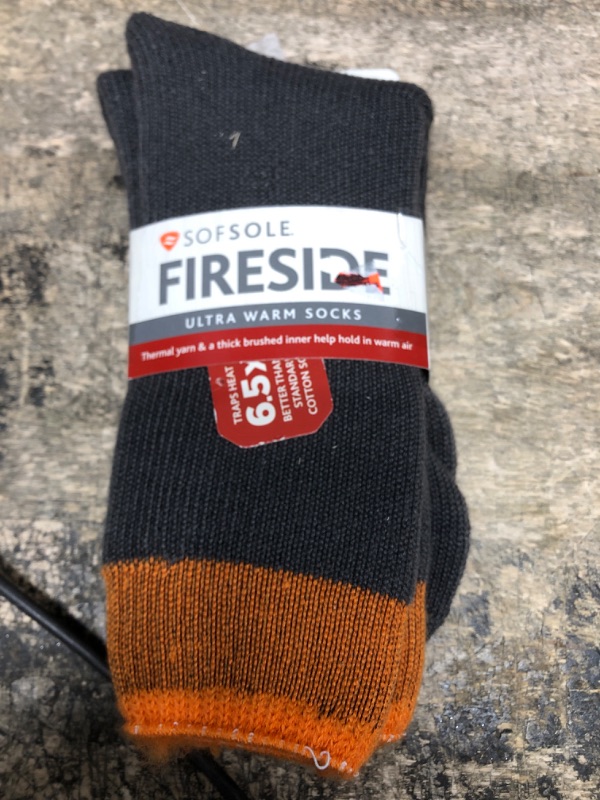 SOFSOLE
FIRESIDE
ULTRA WARM SOCKS
Thermal yarn & a thick brushed inner help hold in warm air
TRAPS HEAT
6.5X
BETTER THAN
STANDARD
COTTON